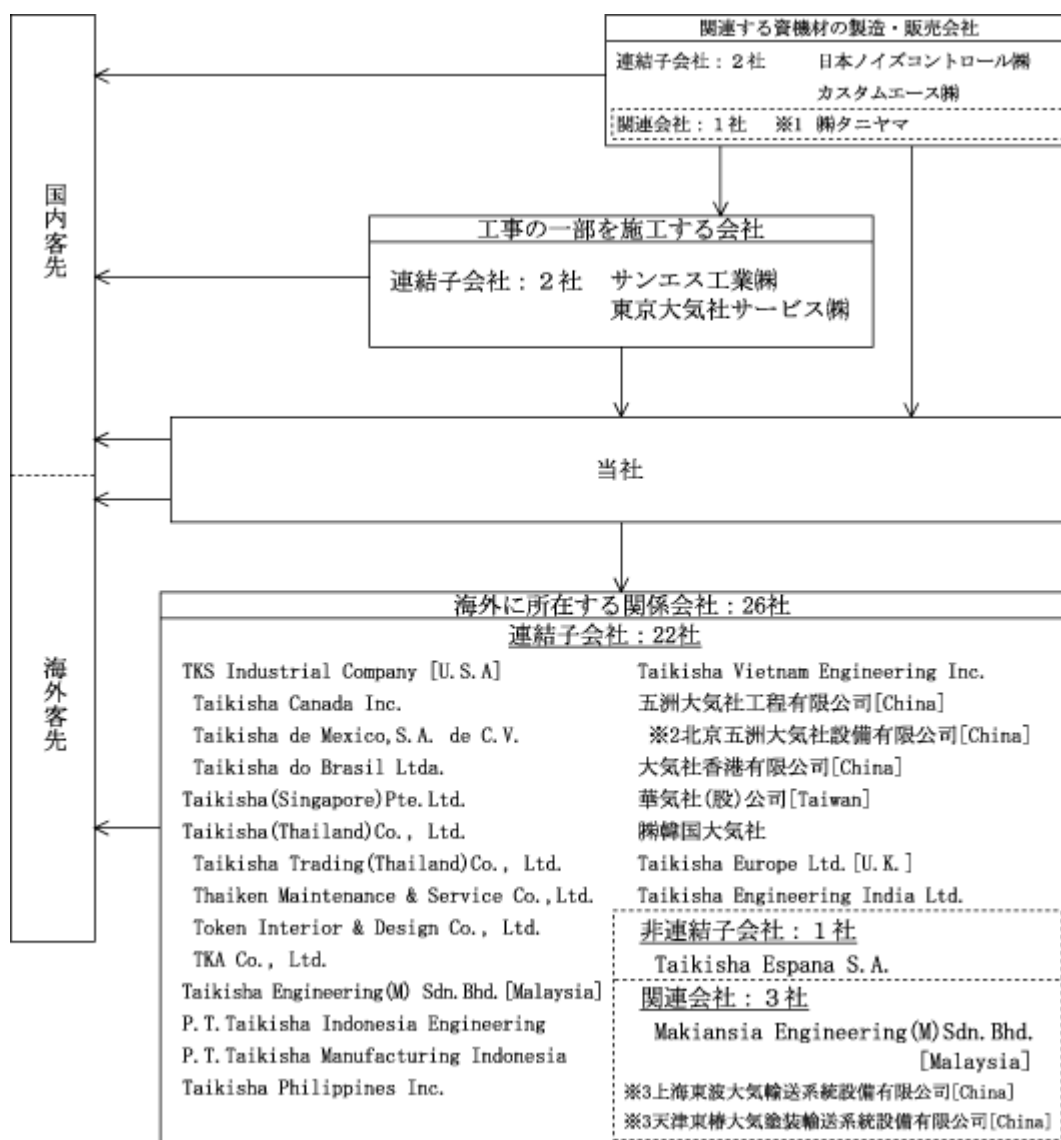 関連する資機材の製造・販売会社
連結子会社：２社 日本ノイズコントロール㈱
カスタムエース㈱
関連会社：１社 ※1 ㈱タニヤマ
国内客先
工事の一部を施工する会社
連結子会社：２社 サンエス工業㈱
東京大気社サービス㈱
当社
海外客先
海外に所在する関係会社：26社
連結子会社：22社
TKS Industrial Company [U.S.A]
Taikisha Canada Inc.
Taikisha de Mexico,S.A. de C.V.
Taikisha do Brasil Ltda.
Taikisha(Singapore)Pte.Ltd.
Taikisha(Thailand)Co., Ltd.
Taikisha Trading(Thailand)Co., Ltd.
Thaiken Maintenance & Service Co.,Ltd.
Token Interior & Design Co., Ltd.
TKA Co., Ltd.
Taikisha Engineering(M) Sdn.Bhd.[Malaysia]
P.T.Taikisha Indonesia Engineering
P.T.Taikisha Manufacturing Indonesia
Taikisha Philippines Inc.
Taikisha Vietnam Engineering Inc.
五洲大気社工程有限公司[China]
※2北京五洲大気社設備有限公司[China]
大気社香港有限公司[China]
華気社(股)公司[Taiwan]
㈱韓国大気社
Taikisha Europe Ltd.[U.K.]
Taikisha Engineering India Ltd.
非連結子会社：１社
Taikisha Espana S.A.
関連会社：３社
Makiansia Engineering(M)Sdn.Bhd.
[Malaysia]
※3上海東波大気輸送系統設備有限公司[China]
※3天津東椿大気塗装輸送系統設備有限公司[China]